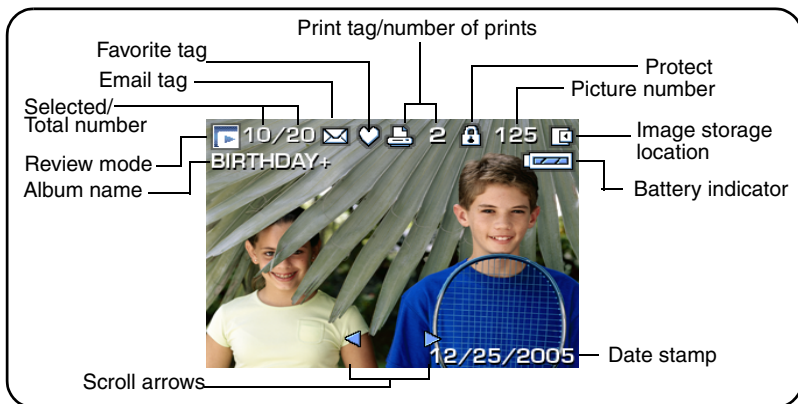 Print tag/number of prints
Favorite tag
Email tag
Protect
Picture number
Selected/
Total number
Image storage
location
Review mode
Album name
Battery indicator
10/20 2 125
BIRTHDAY+
12/25/2005
Date stamp
Scroll arrows